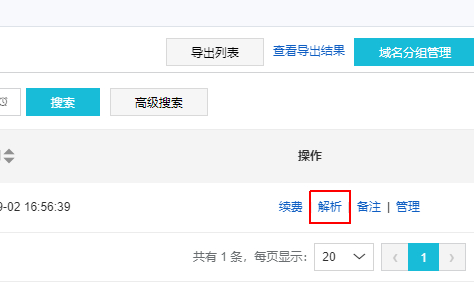 导出列表 查看导出结果 域名分组管理
搜索 高级搜索
操作
9-02 16:56:39 续费 解析 备注 | 管理
共有 1 条，每页显示： 20 1